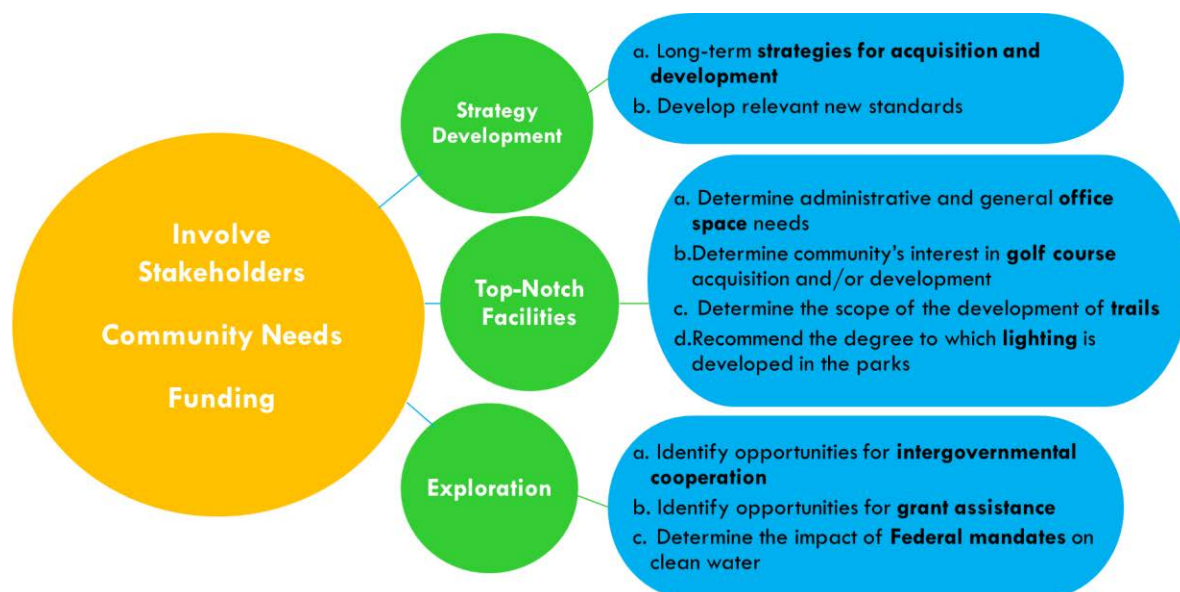 Involve
Stakeholders
Community Needs
Funding
Strategy
Development
a. Long-term strategies for acquisition and
development
b. Develop relevant new standards
Top-Notch
Facilities
a. Determine administrative and general office
space needs
b.Determine community's interest in golf course
acquisition and/or development
c. Determine the scope of the development of trails
d.Recommend the degree to which lighting is
developed in the parks
Exploration
a. Identify opportunities for intergovernmental
cooperation
b. Identify opportunities for grant assistance
c. Determine the impact of Federal mandates on
clean water